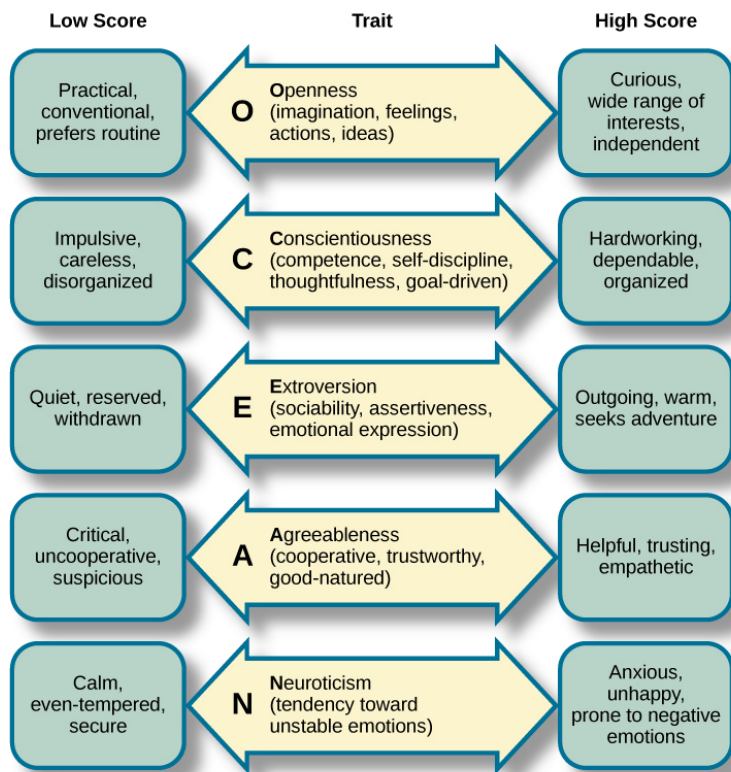 Low Score
Trait
High Score
Practical,
conventional,
prefers routine
O
Openness
(imagination, feelings,
actions, ideas)
Curious,
wide range of
interests,
independent
Impulsive,
careless,
disorganized
C
Conscientiousness
(competence, self-discipline,
thoughtfulness, goal-driven)
Hardworking,
dependable,
organized
Quiet, reserved,
withdrawn
E
Extroversion
(sociability, assertiveness,
emotional expression)
Outgoing, warm,
seeks adventure
Critical,
uncooperative,
suspicious
A
Agreeableness
(cooperative, trustworthy,
good-natured)
Helpful, trusting,
empathetic
Calm,
even-tempered,
secure
N
Neuroticism
(tendency toward
unstable emotions)
Anxious,
unhappy,
prone to negative
emotions